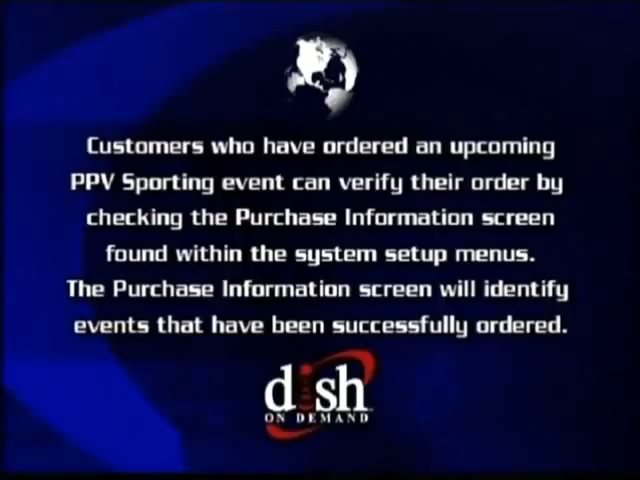 Customers who have ordered an upcoming
PPV Sporting event can verify their order by
checking the Purchase Information screen
found within the system setup menus.
The Purchase Information screen will identify
events that have been successfully ordered.
dish
ON DEMAND